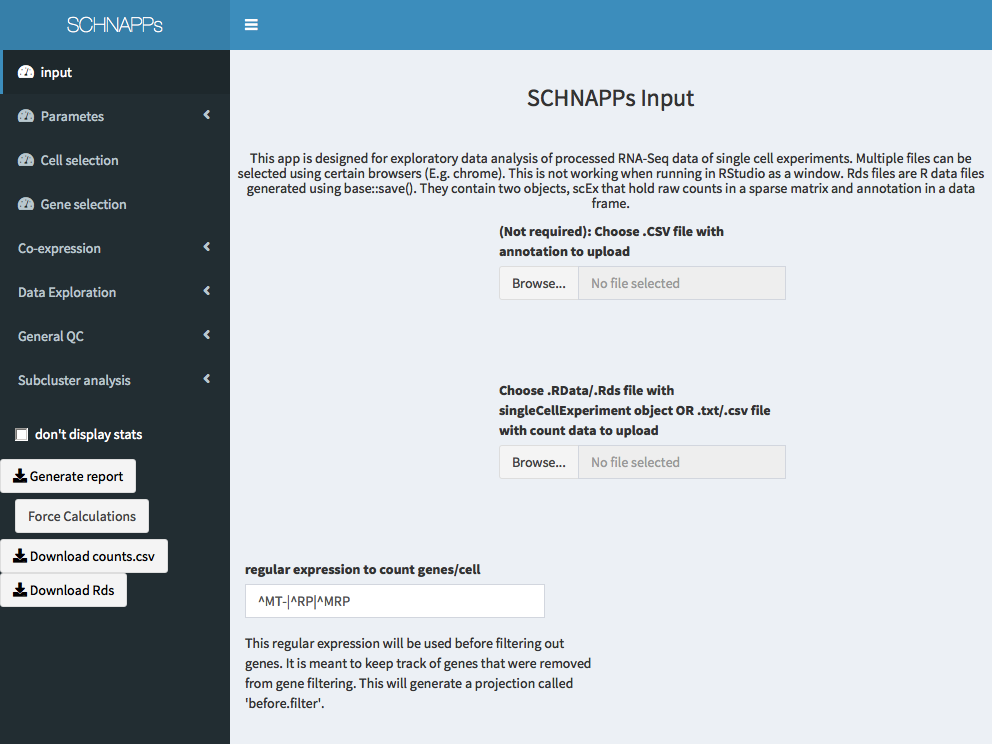 SCHNAPPs
input
Parametes
Cell selection
Gene selection
Co-expression
Data Exploration
General QC
Subcluster analysis
don't display stats
Generate report
Force Calculations
Download counts.csv
Download Rds
SCHNAPPs Input
This app is designed for exploratory data analysis of processed RNA-Seq data of single cell experiments. Multiple files can be
selected using certain browsers (E.g. chrome). This is not working when running in RStudio as a window. Rds files are R data files
generated using base::save(). They contain two objects, scEx that hold raw counts in a sparse matrix and annotation in a data
frame.
(Not required): Choose .CSV file with
annotation to upload
Browse... No file selected
Choose .RData/.Rds file with
singleCellExperiment object OR .txt/.csv file
with count data to upload
Browse... No file selected
regular expression to count genes/cell
^MT-|^RP|^MRP
This regular expression will be used before filtering out
genes. It is meant to keep track of genes that were removed
from gene filtering. This will generate a projection called
'before.filter'.